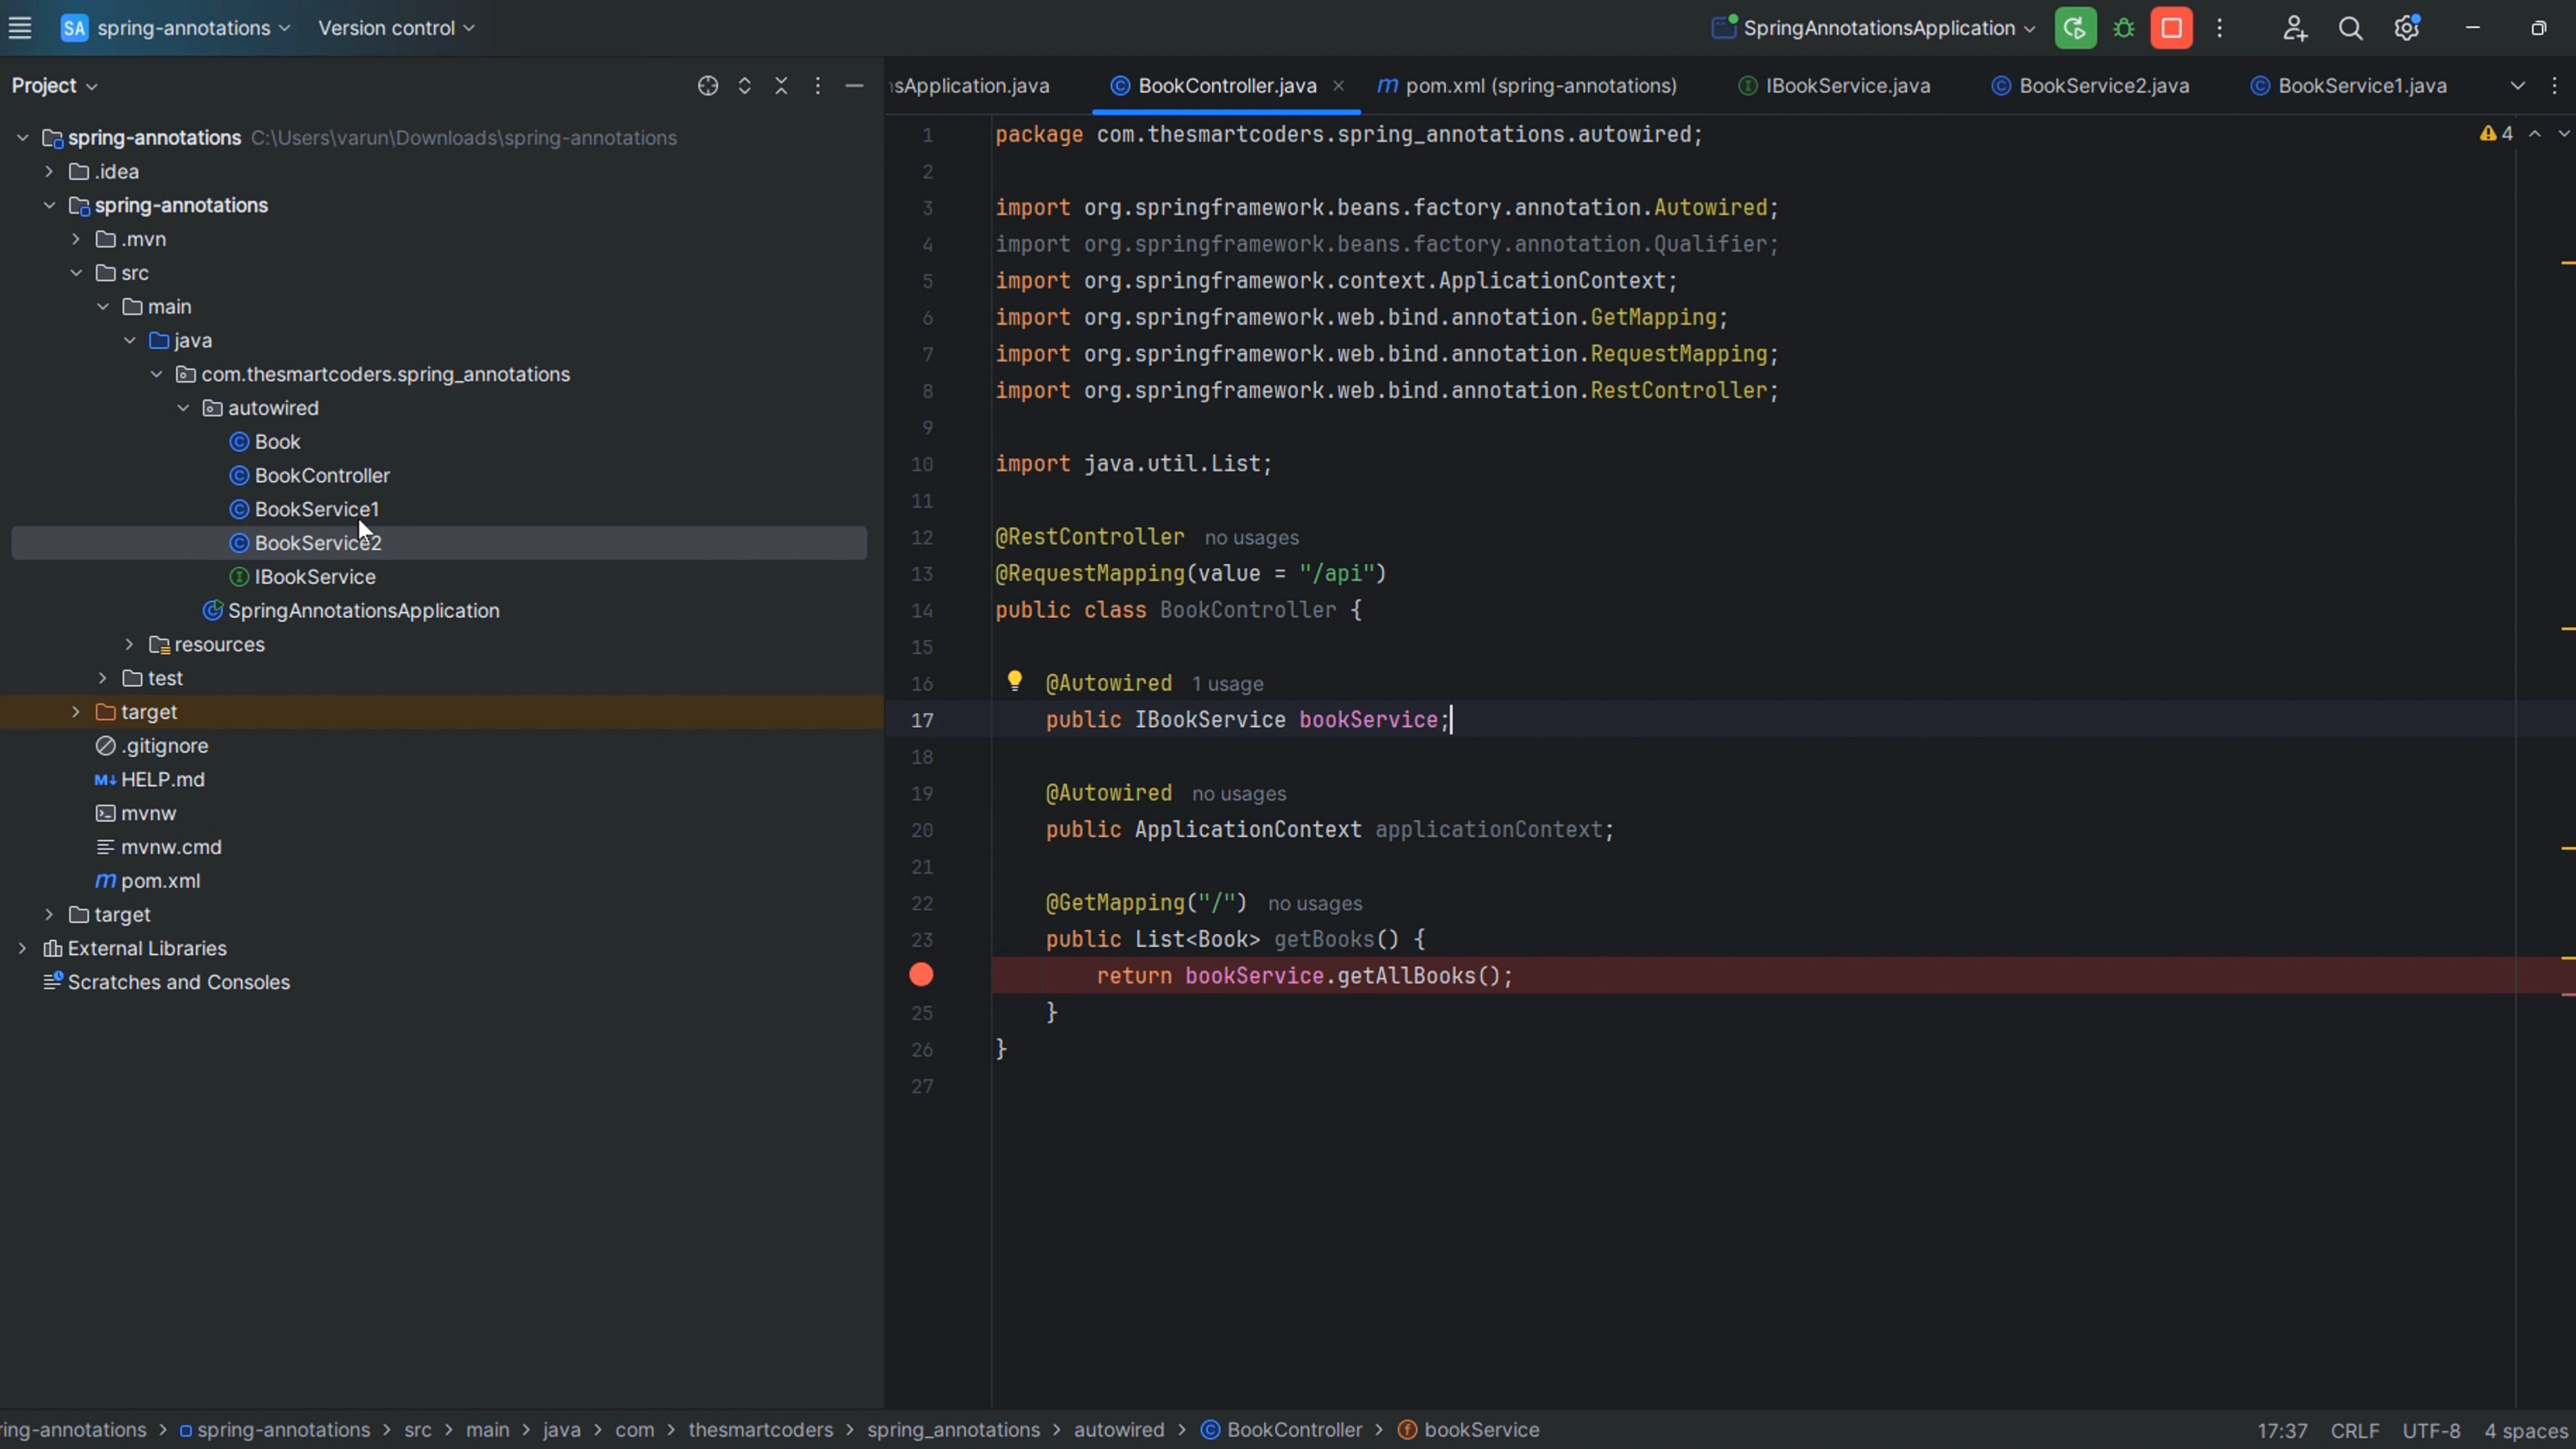 SA spring-annotations Version control SpringAnnotationsApplication
Project
nsApplication.java BookController.java pom.xml (spring-annotations) IBookService.java BookService2.java BookService1.java
spring-annotations C:\Users\varun\Downloads\spring-annotations
.idea
spring-annotations
.mvn
src
main
java
com.thesmartcoders.spring_annotations
autowired
Book
BookController
BookService1
BookService2
IBookService
SpringAnnotationsApplication
resources
test
target
.gitignore
HELP.md
mvnw
mvnw.cmd
pom.xml
target
External Libraries
Scratches and Consoles
4
1 package com.thesmartcoders.spring_annotations.autowired;
2
3 import org.springframework.beans.factory.annotation.Autowired;
4 import org.springframework.beans.factory.annotation.Qualifier;
5 import org.springframework.context.ApplicationContext;
6 import org.springframework.web.bind.annotation.GetMapping;
7 import org.springframework.web.bind.annotation.RequestMapping;
8 import org.springframework.web.bind.annotation.RestController;
9
10 import java.util.List;
11
12 @RestController no usages
13 @RequestMapping(value = "/api")
14 public class BookController {
15
16 @Autowired 1 usage
17 public IBookService bookService;
18
19 @Autowired no usages
20 public ApplicationContext applicationContext;
21
22 @GetMapping("/") no usages
23 public List<Book> getBooks() {
return bookService.getAllBooks();
25 }
26 }
27
ring-annotations spring-annotations src main java com thesmartcoders spring_annotations autowired BookController bookService 17:37 CRLF UTF-8 4 spaces